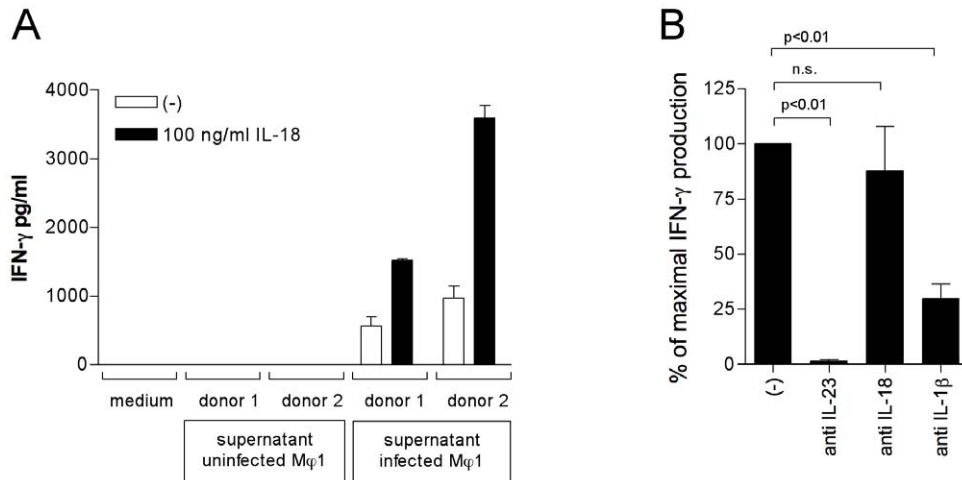 A
4000
3000
2000
1000
0
IFN-γ pg/ml
(-)
100 ng/ml IL-18
medium
donor 1
donor 2
donor 1
donor 2
supernatant
uninfected Mφ1
supernatant
infected Mφ1
B
p<0.01
n.s.
p<0.01
125
100
75
50
25
0
% of maximal IFN-γ production
(-)
anti IL-23
anti IL-18
anti IL-1β